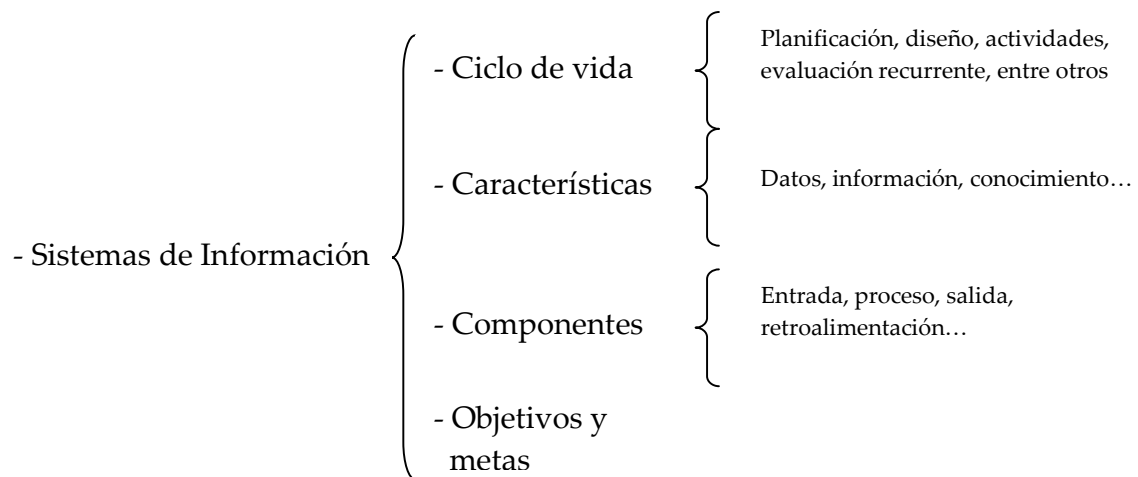 - Sistemas de Información
- Ciclo de vida
Planificación, diseño, actividades,
evaluación recurrente, entre otros
- Características
Datos, información, conocimiento…
- Componentes
Entrada, proceso, salida,
retroalimentación…
- Objetivos y
metas